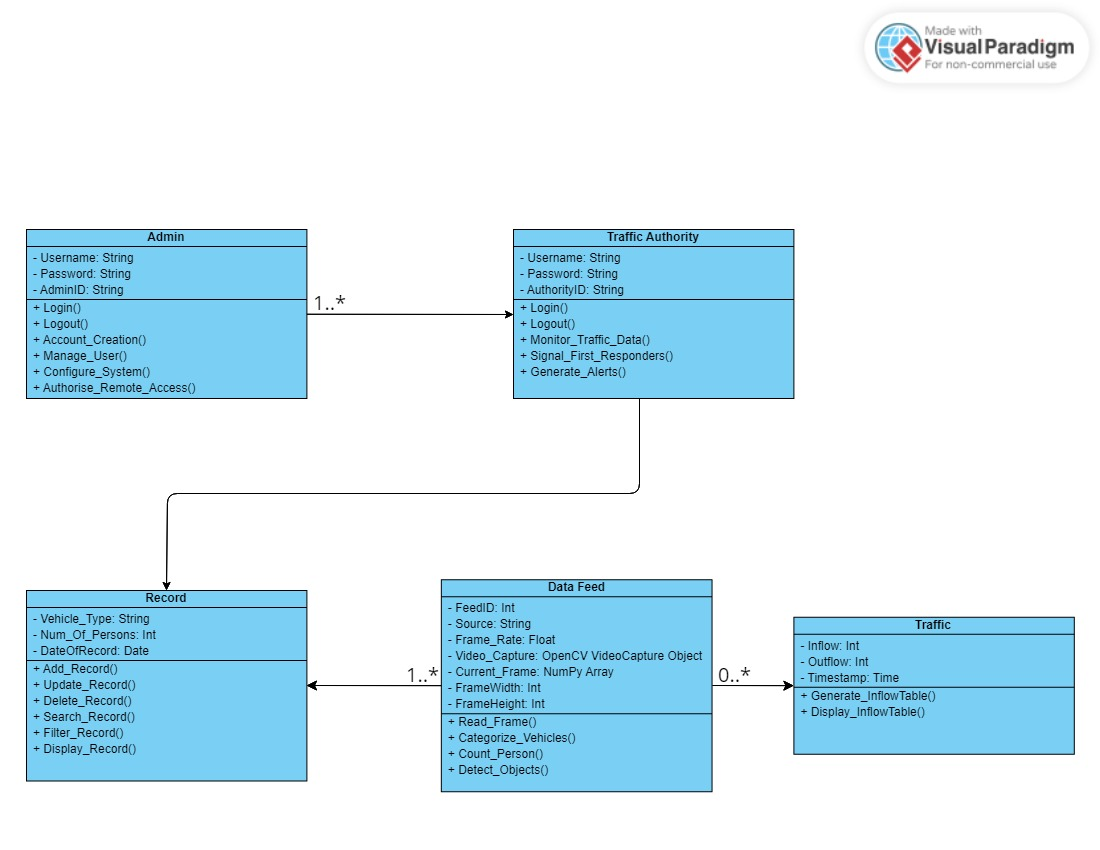 Made with
Visual Paradigm
For non-commercial use
Admin
- Username: String
- Password: String
- AdminID: String
+ Login()
+ Logout()
+ Account_Creation()
+ Manage_User()
+ Configure_System()
+ Authorise_Remote_Access()
1..*
Traffic Authority
- Username: String
- Password: String
- AuthorityID: String
+ Login()
+ Logout()
+ Monitor_Traffic_Data()
+ Signal_First_Responders()
+ Generate_Alerts()
Record
- Vehicle_Type: String
- Num_Of_Persons: Int
- DateOfRecord: Date
+ Add_Record()
+ Update_Record()
+ Delete_Record()
+ Search_Record()
+ Filter_Record()
+ Display_Record()
1..*
Data Feed
- FeedID: Int
- Source: String
- Frame_Rate: Float
- Video_Capture: OpenCV VideoCapture Object
- Current_Frame: NumPy Array
- FrameWidth: Int
- FrameHeight: Int
+ Read_Frame()
+ Categorize_Vehicles()
+ Count_Person()
+ Detect_Objects()
0..*
Traffic
- Inflow: Int
- Outflow: Int
- Timestamp: Time
+ Generate_InflowTable()
+ Display_InflowTable()